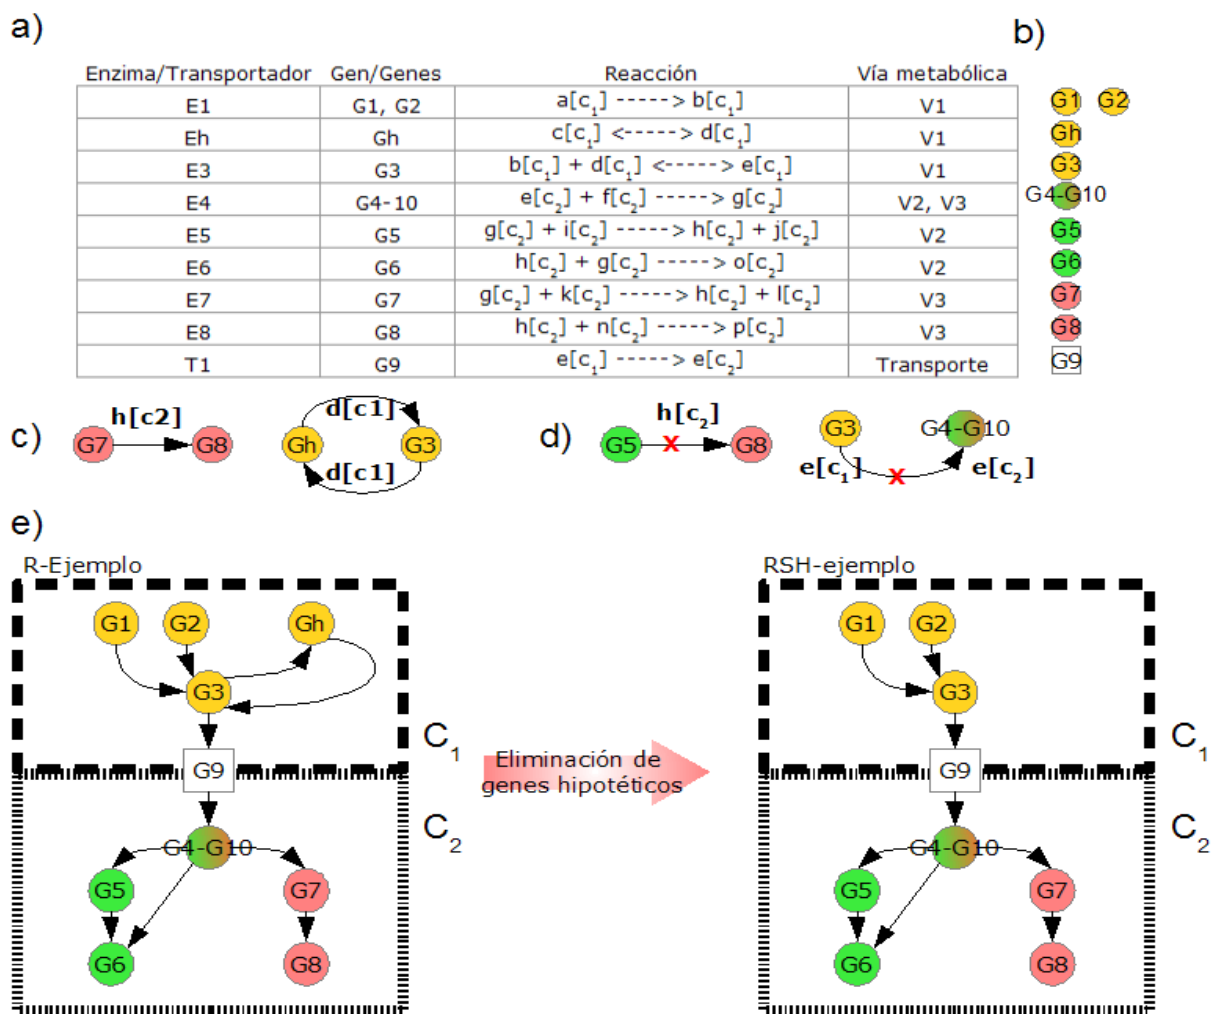 a)
b)
Enzima/Transportador Gen/Genes Reacción Vía metabólica
E1 G1, G2 a[c₁] -----> b[c₁] V1 G1 G2
Eh Gh c[c₁] <-----> d[c₁] V1 Gh
E3 G3 b[c₁] + d[c₁] <-----> e[c₁] V1 G3
E4 G4-10 e[c₂] + f[c₂] -----> g[c₂] V2, V3 G4-G10
E5 G5 g[c₂] + i[c₂] -----> h[c₂] + j[c₂] V2 G5
E6 G6 h[c₂] + g[c₂] -----> o[c₂] V2 G6
E7 G7 g[c₂] + k[c₂] -----> h[c₂] + l[c₂] V3 G7
E8 G8 h[c₂] + n[c₂] -----> p[c₂] V3 G8
T1 G9 e[c₁] -----> e[c₂] Transporte G9
c)
h[c2]
G7 G8
d[c1]
Gh G3
d[c1]
d)
h[c₂]
G5 x G8
G3 G4-G10
e[c₁] x e[c₂]
e)
R-Ejemplo
G1 G2 Gh
G3
G9
C₁
G4-G10
C₂
G5 G7
G6 G8
Eliminación de
genes hipotéticos
RSH-ejemplo
G1 G2
G3
G9
C₁
G4-G10
C₂
G5 G7
G6 G8